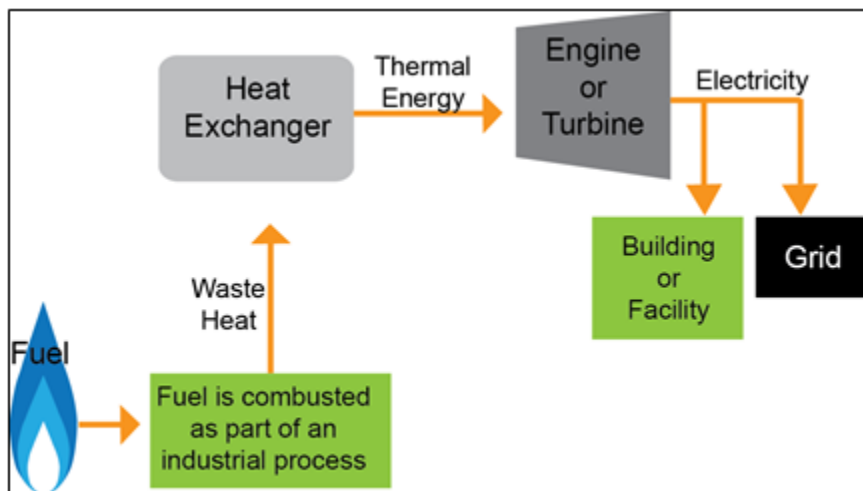 Heat
Exchanger
Thermal
Energy
Engine
or
Turbine
Electricity
Building
or
Facility
Grid
Waste
Heat
Fuel
Fuel is combusted
as part of an
industrial process